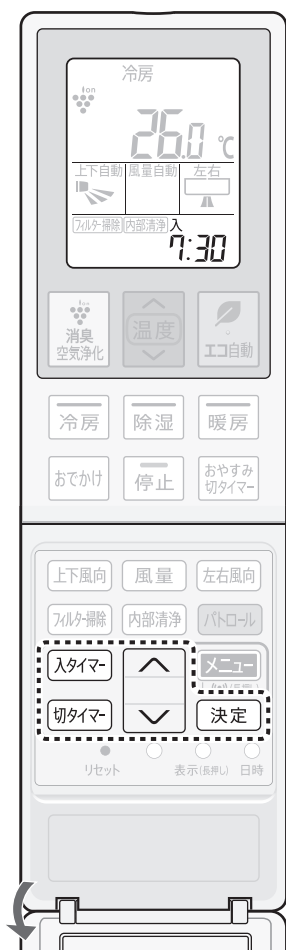 冷房
Ion
26.0 ℃
上下自動 風量自動 左右
フィルター掃除 内部清浄 入
7:30
Ion
消臭
空気浄化
温度
エコ自動
冷房 除湿 暖房
おでかけ 停止 おやすみ
切タイマー
上下風向 風量 左右風向
フィルター掃除 内部清浄 パトロール
入タイマー メニュー
切タイマー 決定
リセット 表示(長押し) 日時